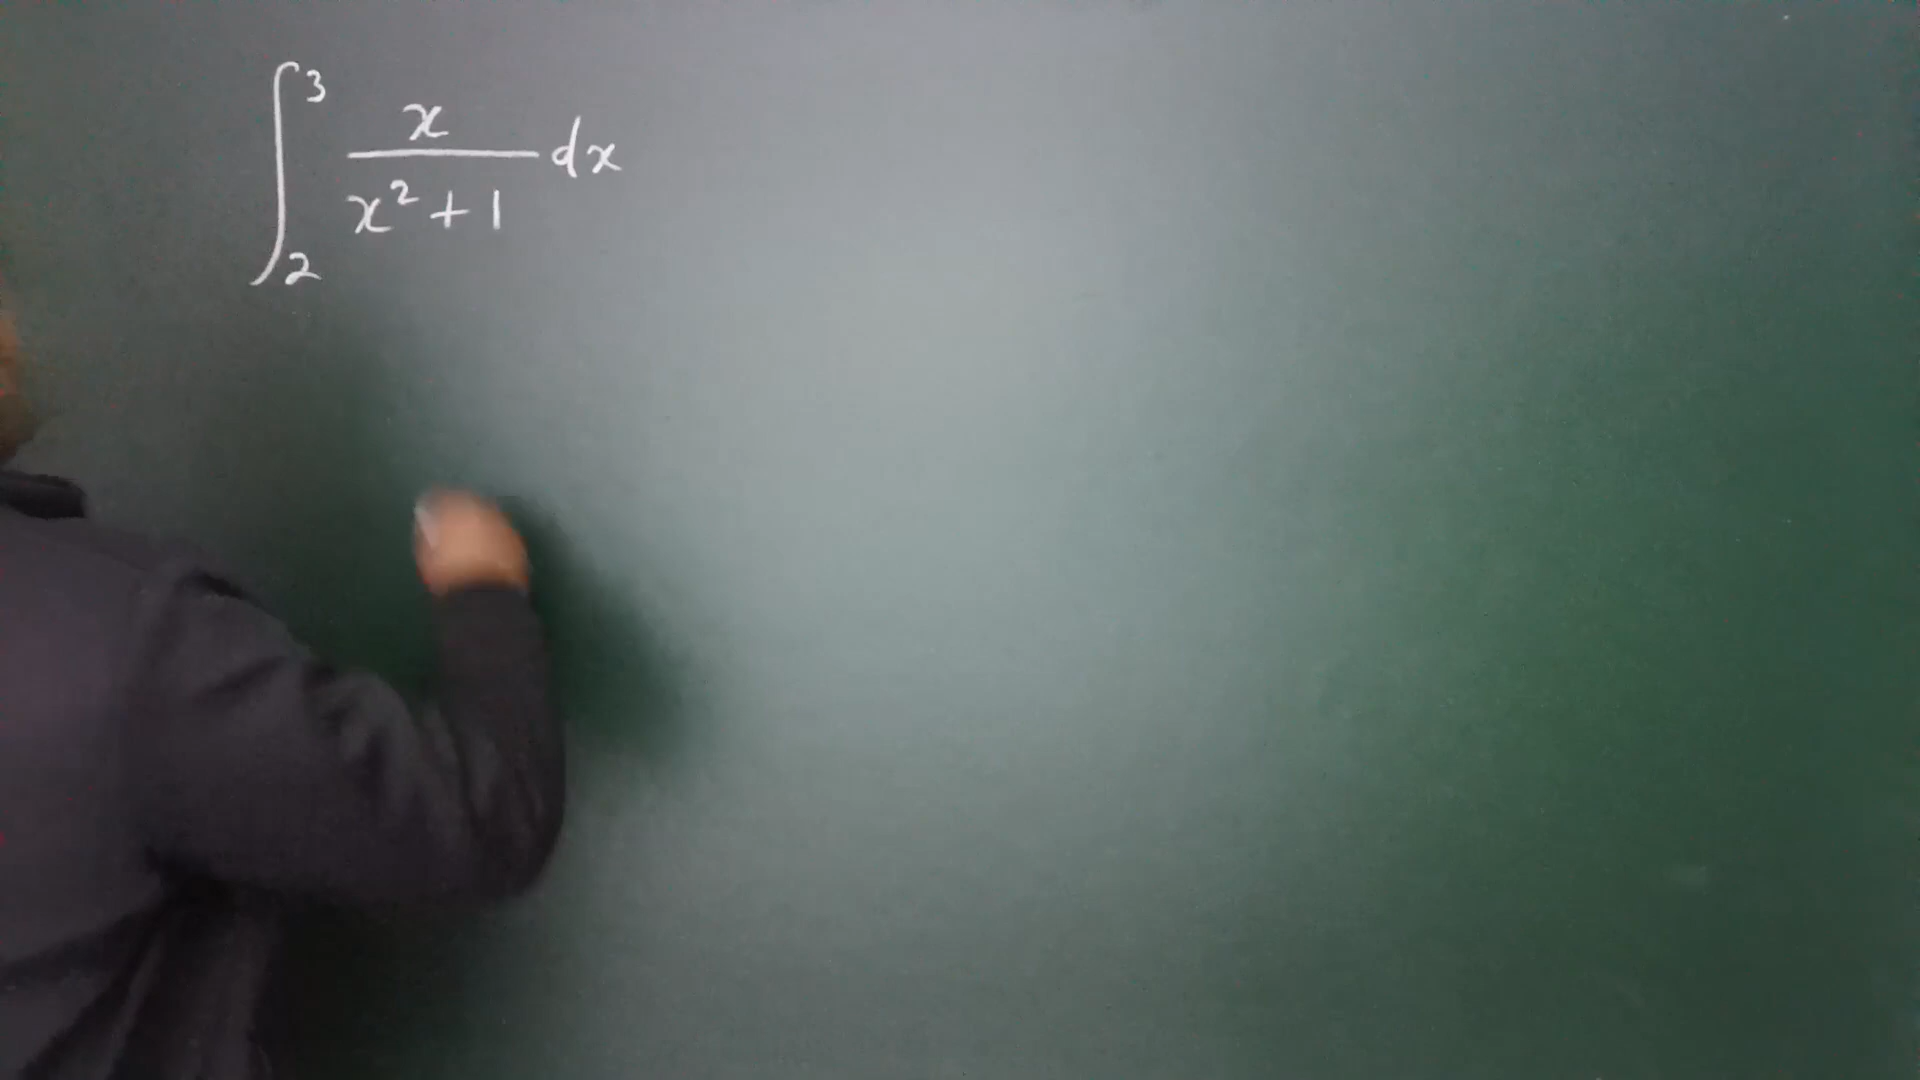 ∫₂³ x/(x²+1) dx